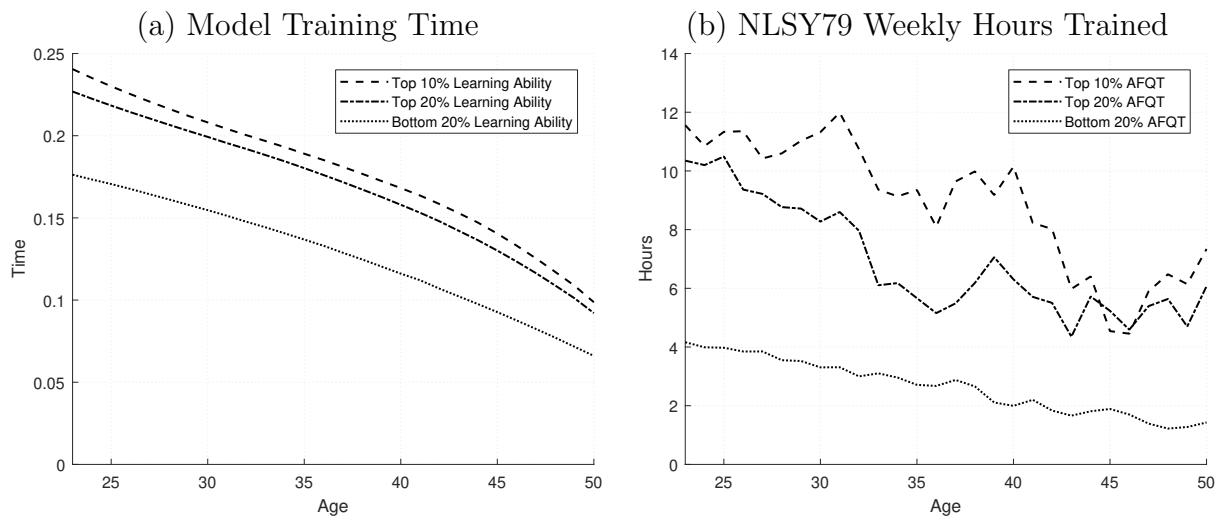 (a) Model Training Time
0.25
0.2
0.15
0.1
0.05
0
Time
25 30 35 40 45 50
Age
Top 10% Learning Ability
Top 20% Learning Ability
Bottom 20% Learning Ability
(b) NLSY79 Weekly Hours Trained
14
12
10
8
6
4
2
0
Hours
25 30 35 40 45 50
Age
Top 10% AFQT
Top 20% AFQT
Bottom 20% AFQT